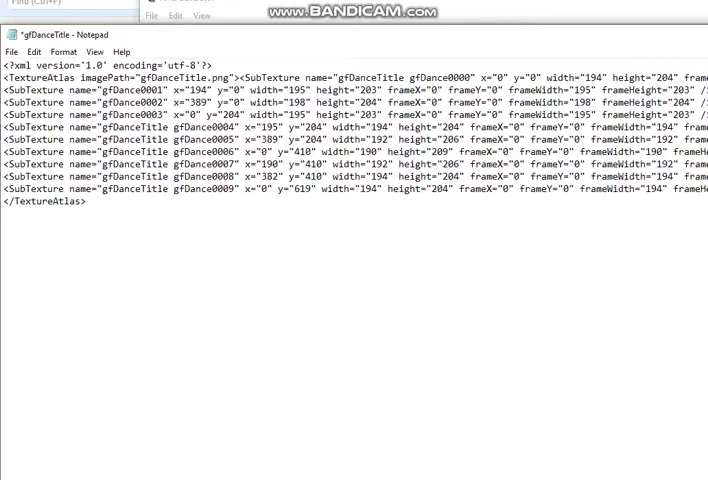 Find (Ctrl+F)
www.BANDICAM.com
File Edit View
*gfDanceTitle - Notepad
File Edit Format View Help
<?xml version='1.0' encoding='utf-8'?>
<TextureAtlas imagePath="gfDanceTitle.png"><SubTexture name="gfDanceTitle gfDance0000" x="0" y="0" width="194" height="204" frame
<SubTexture name="gfDance0001" x="194" y="0" width="195" height="203" frameX="0" frameY="0" frameWidth="195" frameHeight="203" /
<SubTexture name="gfDance0002" x="389" y="0" width="198" height="204" frameX="0" frameY="0" frameWidth="198" frameHeight="204" /
<SubTexture name="gfDance0003" x="0" y="204" width="195" height="203" frameX="0" frameY="0" frameWidth="195" frameHeight="203" /
<SubTexture name="gfDanceTitle gfDance0004" x="195" y="204" width="194" height="204" frameX="0" frameY="0" frameWidth="194" frame
<SubTexture name="gfDanceTitle gfDance0005" x="389" y="204" width="192" height="206" frameX="0" frameY="0" frameWidth="192" frame
<SubTexture name="gfDanceTitle gfDance0006" x="0" y="410" width="190" height="209" frameX="0" frameY="0" frameWidth="190" frameHe
<SubTexture name="gfDanceTitle gfDance0007" x="190" y="410" width="192" height="206" frameX="0" frameY="0" frameWidth="192" frame
<SubTexture name="gfDanceTitle gfDance0008" x="382" y="410" width="194" height="204" frameX="0" frameY="0" frameWidth="194" frame
<SubTexture name="gfDanceTitle gfDance0009" x="0" y="619" width="194" height="204" frameX="0" frameY="0" frameWidth="194" frameHe
</TextureAtlas>